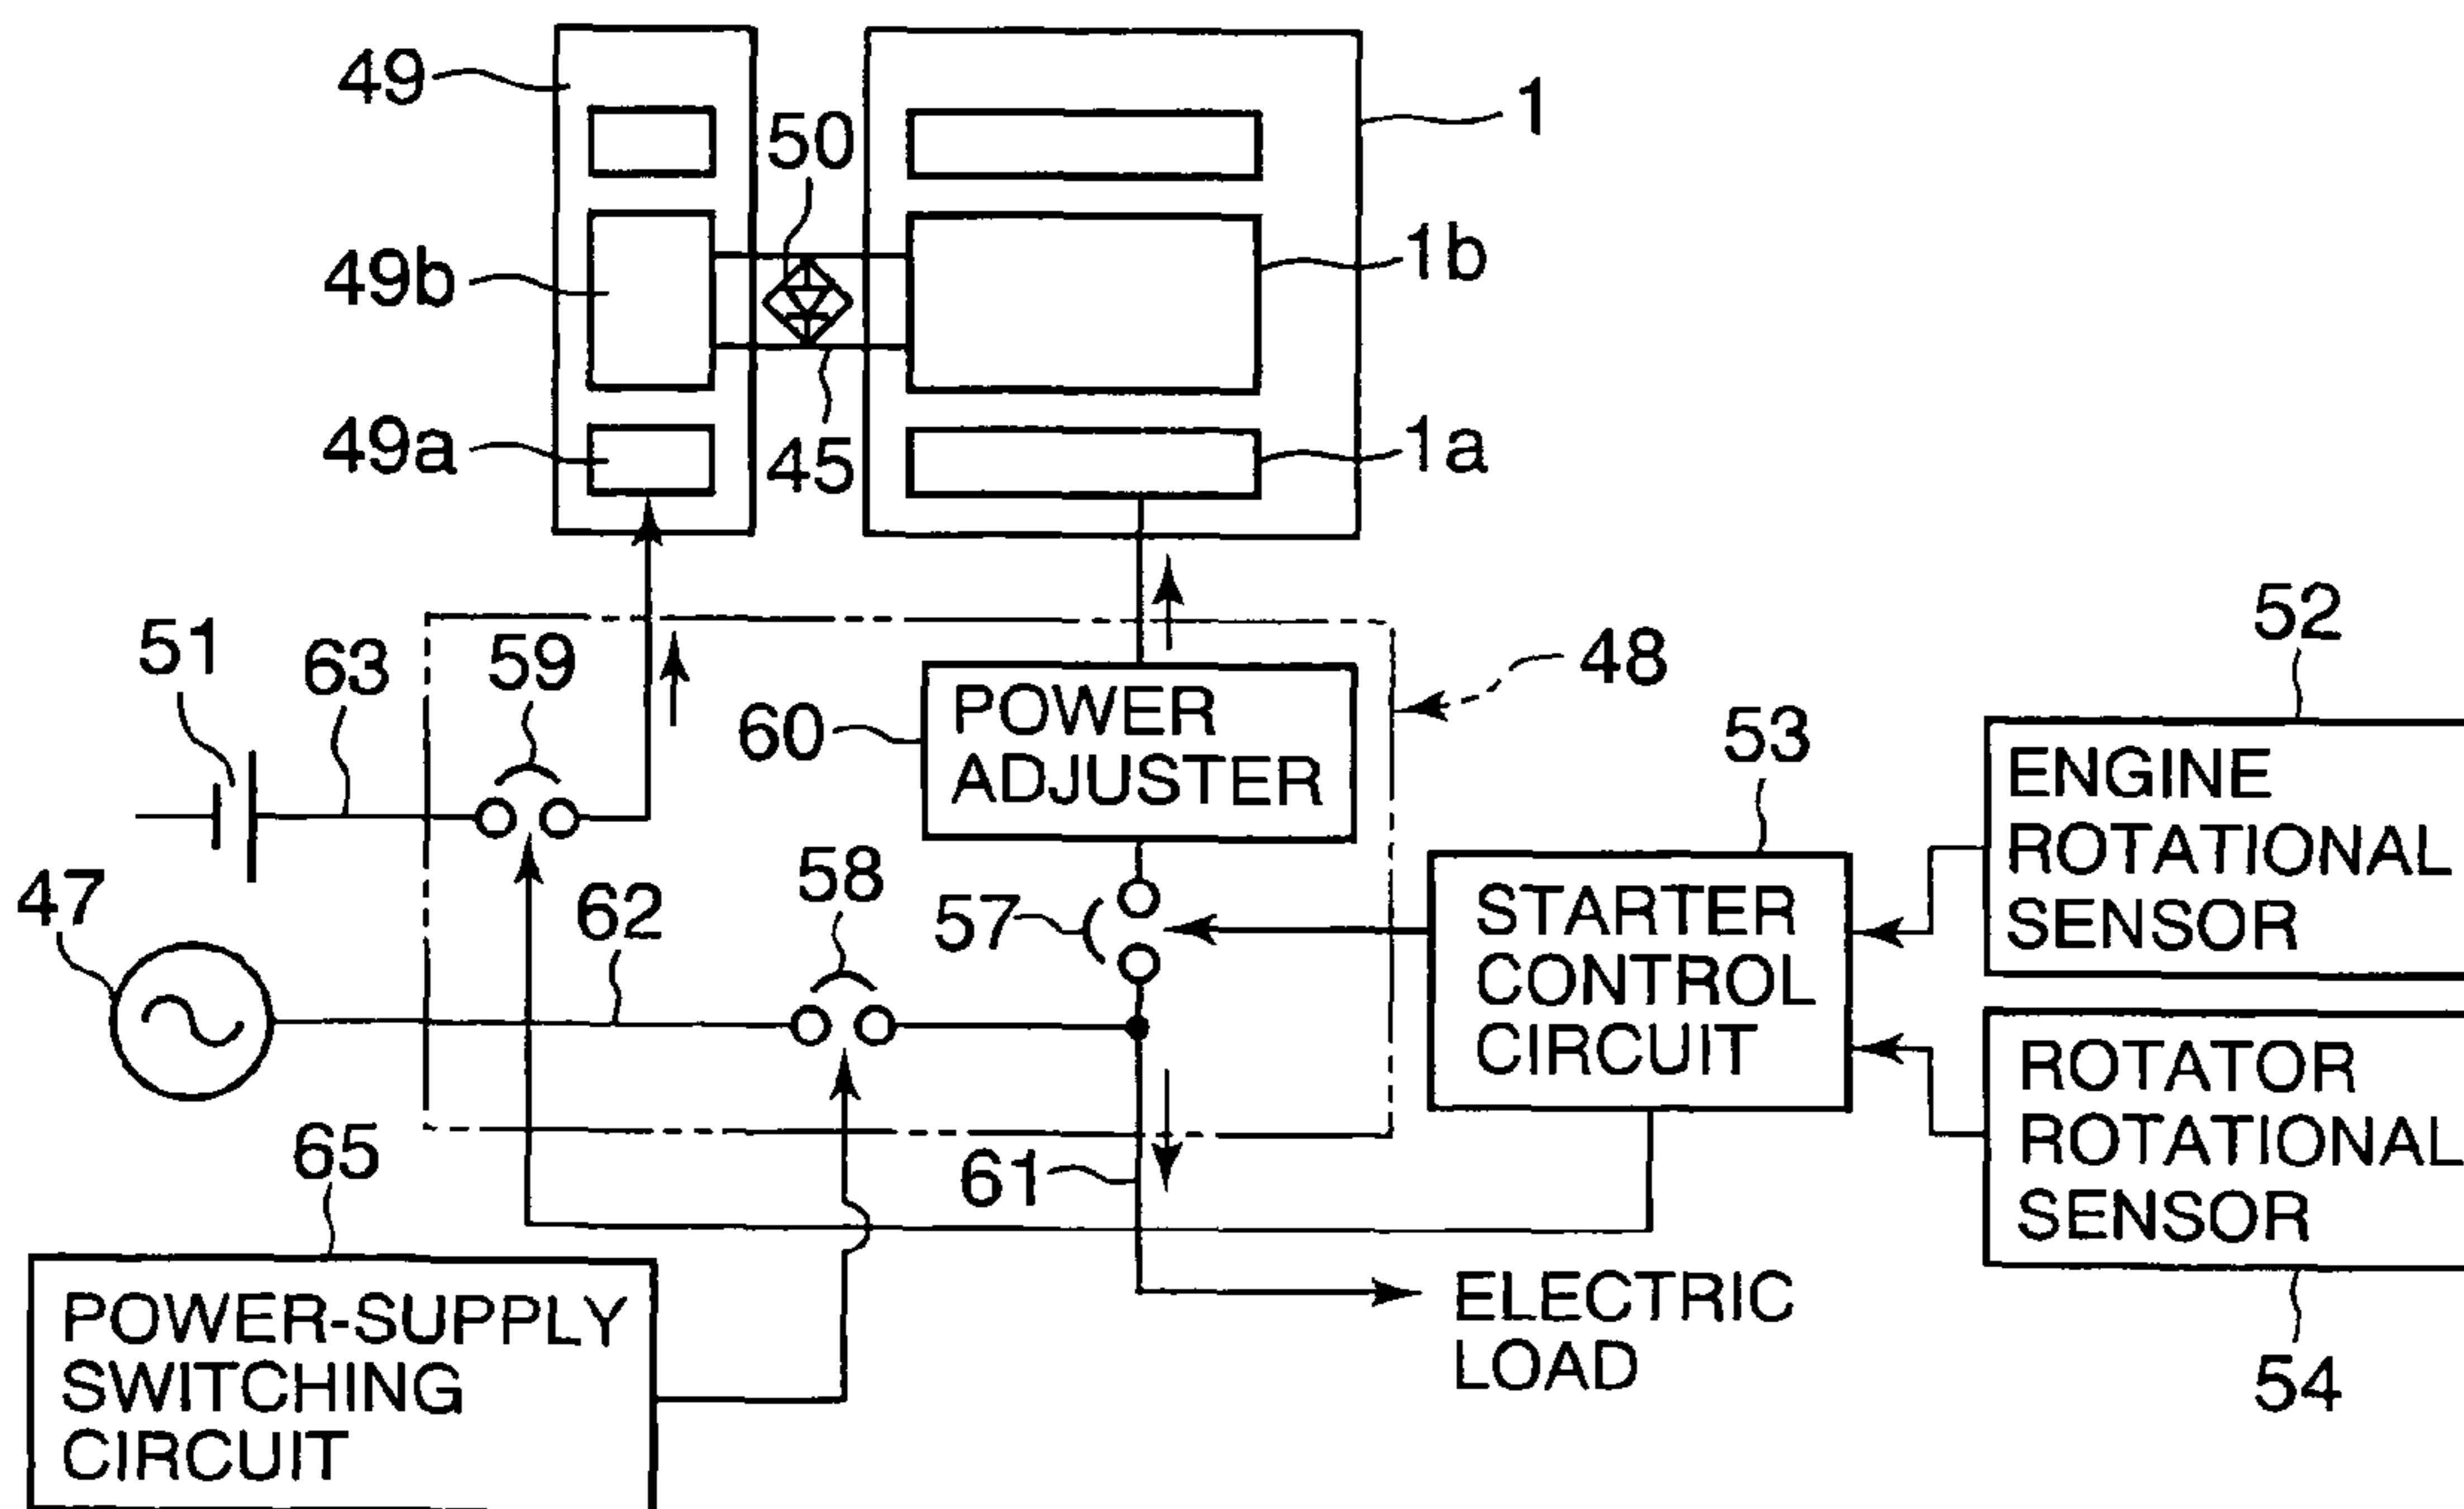 49
50
1
49b
1b
49a
45
1a
51
63
59
48
52
60
POWER
ADJUSTER
53
ENGINE
ROTATIONAL
SENSOR
47
62
58
57
STARTER
CONTROL
CIRCUIT
ROTATOR
ROTATIONAL
SENSOR
65
61
54
POWER-SUPPLY
SWITCHING
CIRCUIT
ELECTRIC
LOAD